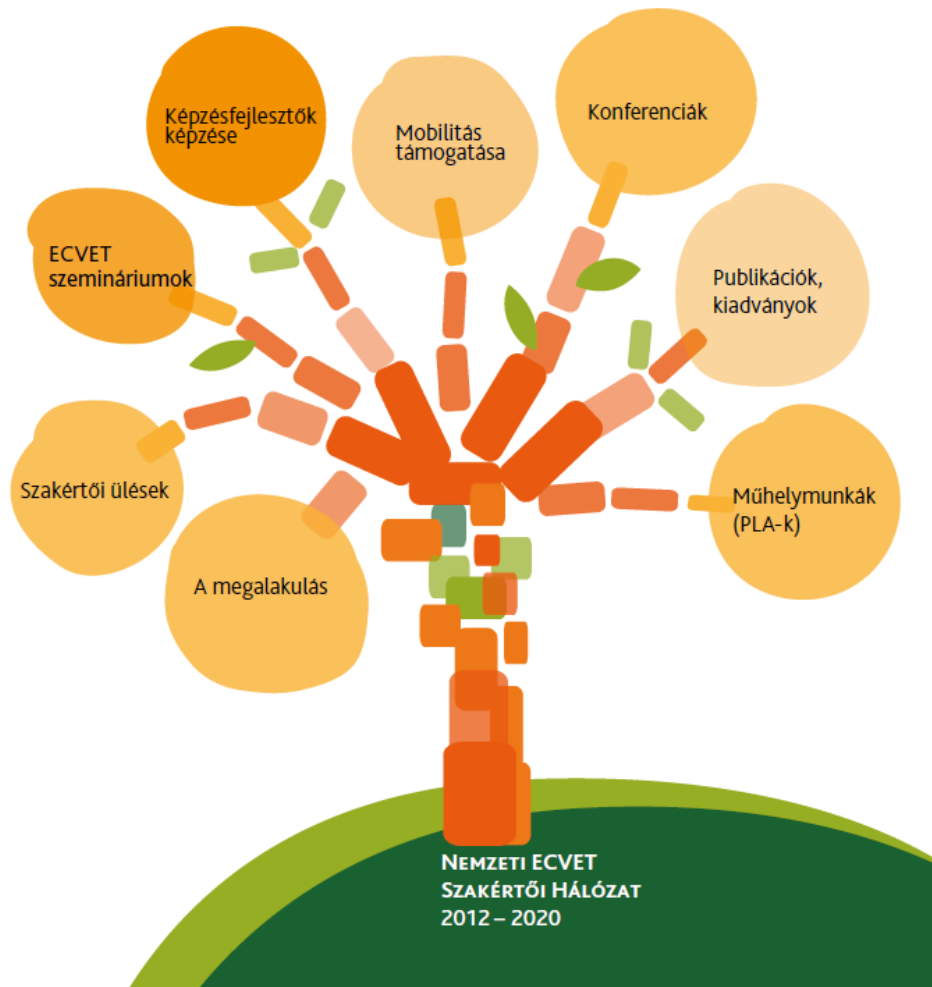 Képzésfejlesztők
képzése
Mobilitás
támogatása
Konferenciák
ECVET
szemináriumok
Publikációk,
kiadványok
Szakértői ülések
Műhelymunkák
(PLA-k)
A megalakulás
Nemzeti ECVET
Szakértői Hálózat
2012 – 2020